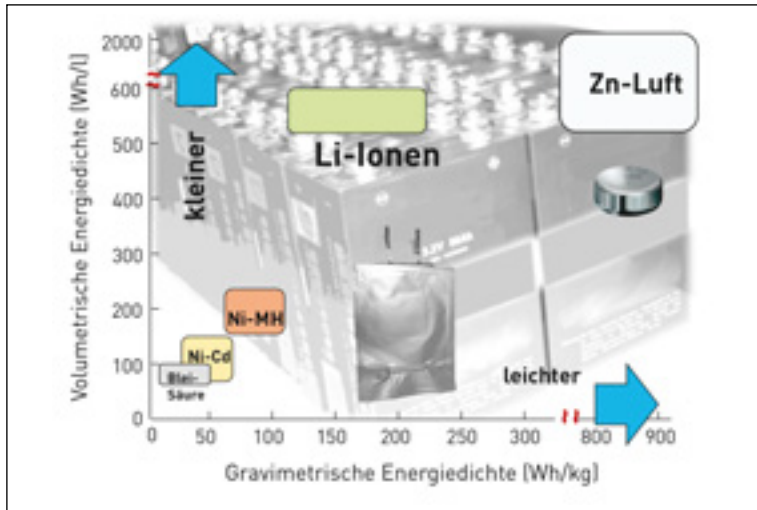 Volumetrische Energiedichte [Wh/l]
2000
600
500
400
300
200
100
0
kleiner
Li-Ionen
Zn-Luft
Ni-MH
Ni-Cd
Blei-
Säure
leichter
0 50 100 150 200 250 300 800 900
Gravimetrische Energiedichte [Wh/kg]